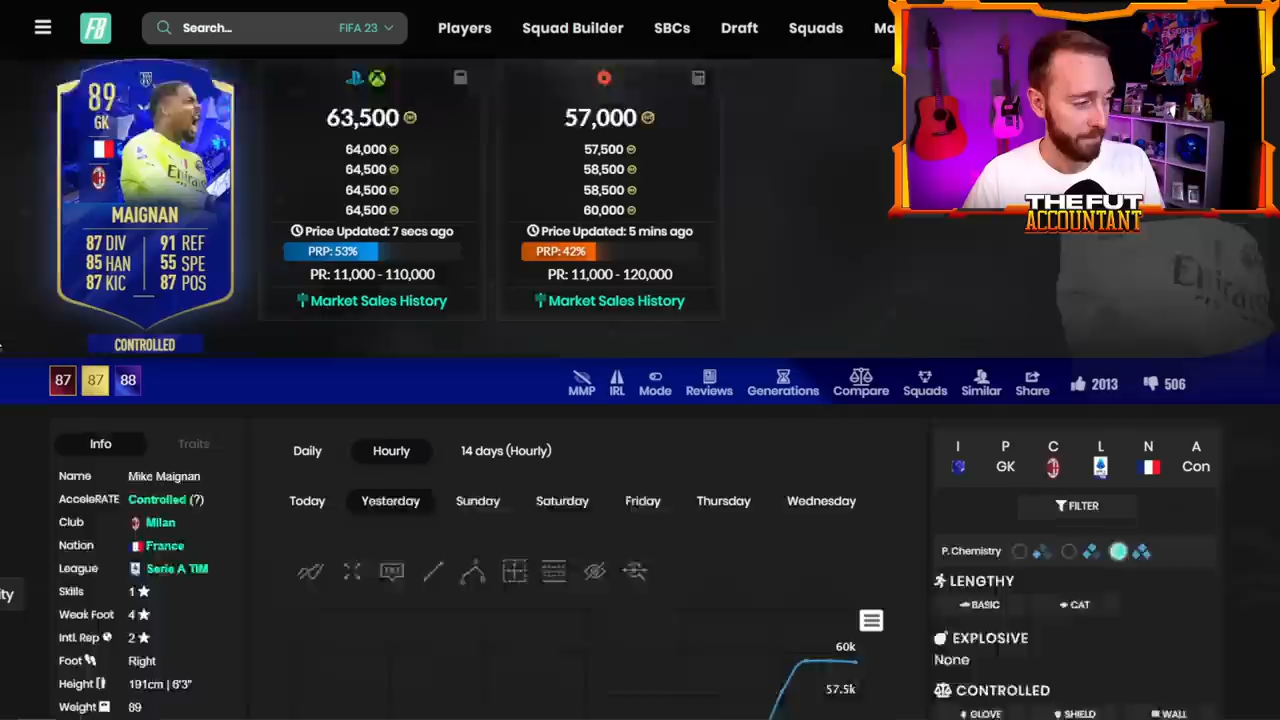 FB
Search...
FIFA 23
Players
Squad Builder
SBCs
Draft
Squads
Ma
THE FUT
ACCOUNTANT
89
GK
MAIGNAN
87 DIV
91 REF
85 HAN
55 SPE
87 KIC
87 POS
CONTROLLED
63,500
64,000
64,500
64,500
64,500
Price Updated: 7 secs ago
PRP: 53%
PR: 11,000 - 110,000
Market Sales History
57,000
57,500
58,500
58,500
60,000
Price Updated: 5 mins ago
PRP: 42%
PR: 11,000 - 120,000
Market Sales History
87
87
88
MMP
IRL
Mode
Reviews
Generations
Compare
Squads
Similar
Share
2013
506
Info
Traits
Name Mike Maignan
AcceleRATE Controlled (?)
Club Milan
Nation France
League Serie A TIM
Skills 1
Weak Foot 4
Intl. Rep 2
Foot Right
Height 191cm | 6'3"
Weight 89
ty
Daily
Hourly
14 days (Hourly)
Today
Yesterday
Sunday
Saturday
Friday
Thursday
Wednesday
60k
57.5k
I P C L N A
GK
Con
FILTER
P. Chemistry
LENGTHY
BASIC
CAT
EXPLOSIVE
None
CONTROLLED
GLOVE
SHIELD
WALL